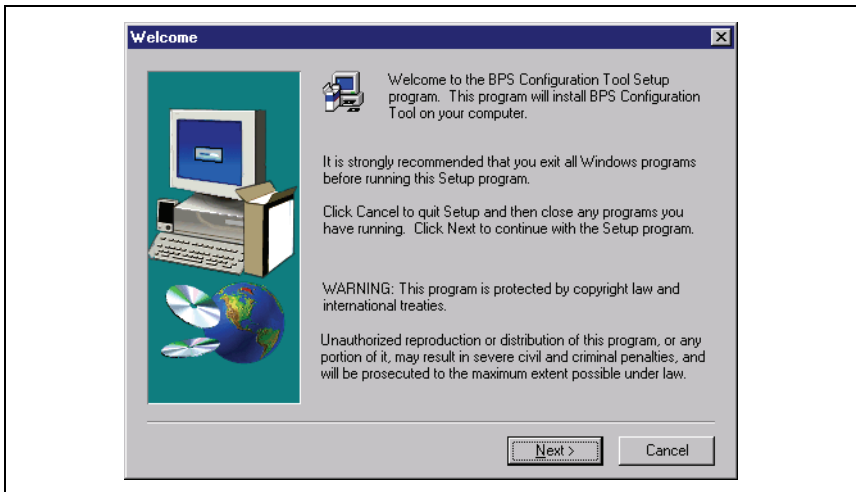 Welcome
Welcome to the BPS Configuration Tool Setup
program. This program will install BPS Configuration
Tool on your computer.
It is strongly recommended that you exit all Windows programs
before running this Setup program.
Click Cancel to quit Setup and then close any programs you
have running. Click Next to continue with the Setup program.
WARNING: This program is protected by copyright law and
international treaties.
Unauthorized reproduction or distribution of this program, or any
portion of it, may result in severe civil and criminal penalties, and
will be prosecuted to the maximum extent possible under law.
Next >
Cancel